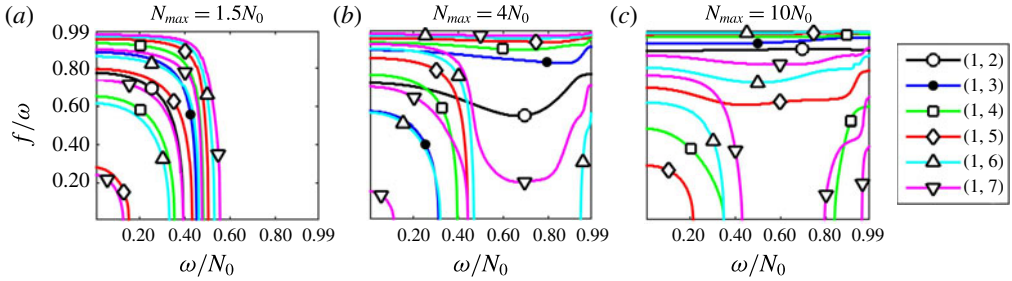 (a) N_max = 1.5N_0 (b) N_max = 4N_0 (c) N_max = 10N_0
0.99
0.80
0.60
0.40
0.20
f/ω
0.20 0.40 0.60 0.80 0.99 0.20 0.40 0.60 0.80 0.99 0.20 0.40 0.60 0.80 0.99
ω/N_0 ω/N_0 ω/N_0
(1, 2)
(1, 3)
(1, 4)
(1, 5)
(1, 6)
(1, 7)